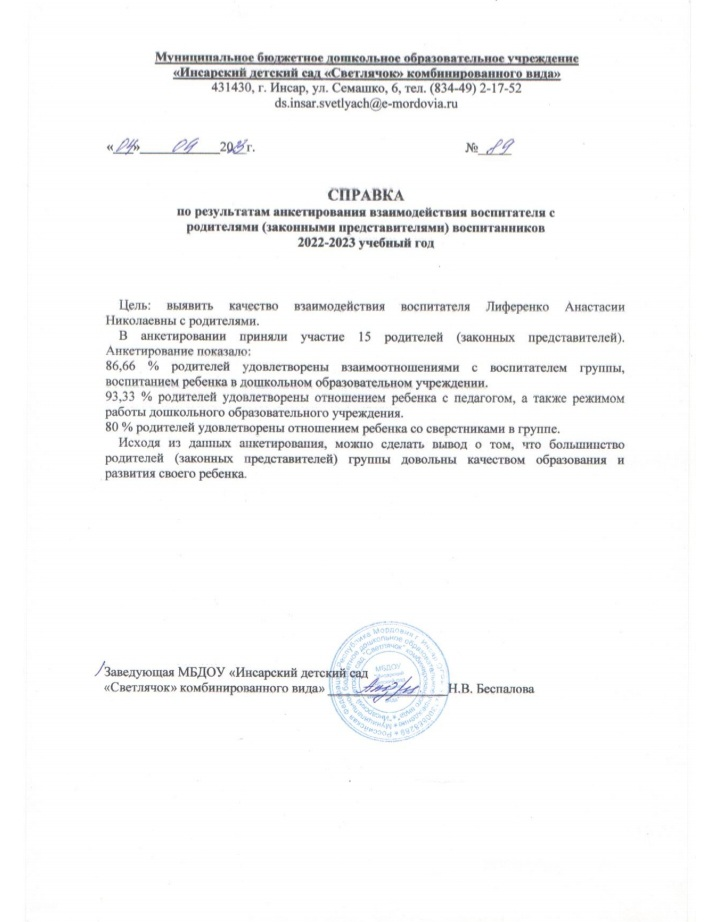 Муниципальное бюджетное дошкольное образовательное учреждение
«Инсарский детский сад «Светлячок» комбинированного вида»
431430, г. Инсар, ул. Семашко, 6, тел. (834-49) 2-17-52
ds.insar.svetlyach@e-mordovia.ru
«04» 09 2023г. № 89
СПРАВКА
по результатам анкетирования взаимодействия воспитателя с
родителями (законными представителями) воспитанников
2022-2023 учебный год
Цель: выявить качество взаимодействия воспитателя Лиференко Анастасии
Николаевны с родителями.
В анкетировании приняли участие 15 родителей (законных представителей).
Анкетирование показало:
86,66 % родителей удовлетворены взаимоотношениями с воспитателем группы,
воспитанием ребенка в дошкольном образовательном учреждении.
93,33 % родителей удовлетворены отношением ребенка с педагогом, а также режимом
работы дошкольного образовательного учреждения.
80 % родителей удовлетворены отношением ребенка со сверстниками в группе.
Исходя из данных анкетирования, можно сделать вывод о том, что большинство
родителей (законных представителей) группы довольны качеством образования и
развития своего ребенка.
Заведующая МБДОУ «Инсарский детский сад
«Светлячок» комбинированного вида» Н.В. Беспалова
МБДОУ